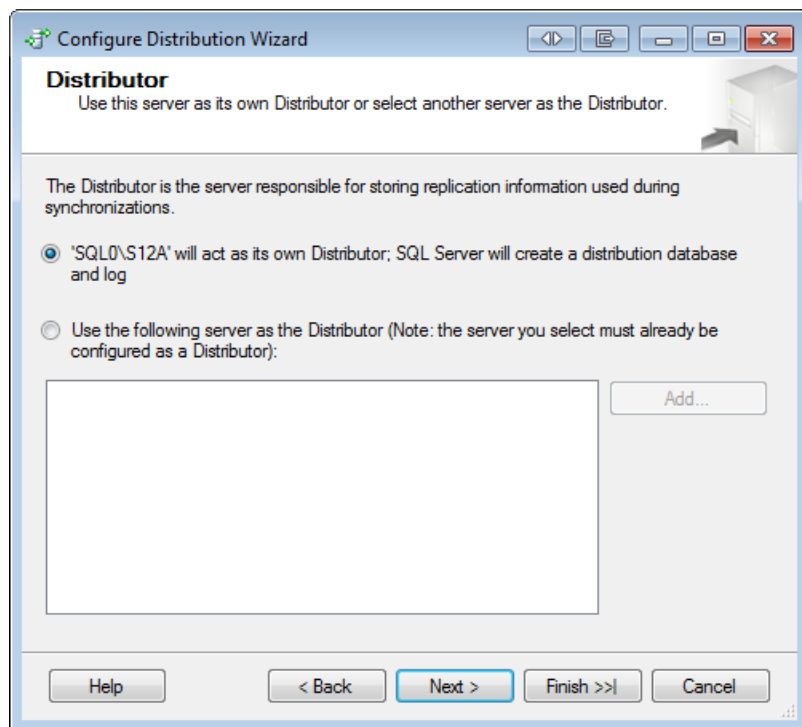 Configure Distribution Wizard
Distributor
Use this server as its own Distributor or select another server as the Distributor.
The Distributor is the server responsible for storing replication information used during
synchronizations.
'SQL0\S12A' will act as its own Distributor; SQL Server will create a distribution database
and log
Use the following server as the Distributor (Note: the server you select must already be
configured as a Distributor):
Add...
Help
< Back
Next >
Finish >>|
Cancel